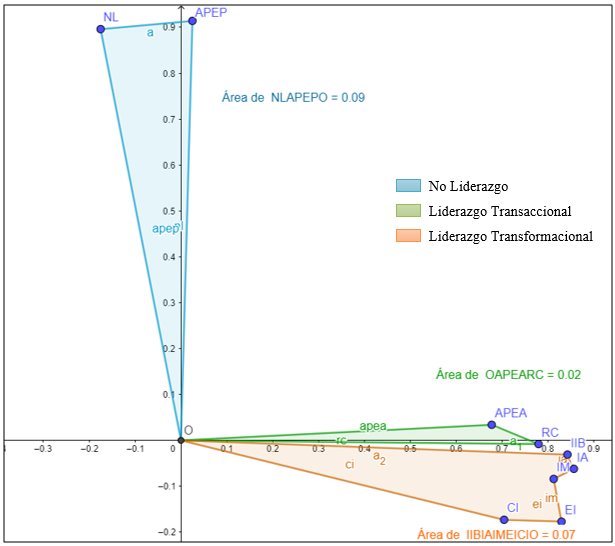 NL
APEP
0.9
a
0.8
Área de NLAPEPO = 0.09
0.7
0.6
No Liderazgo
Liderazgo Transaccional
0.5
Liderazgo Transformacional
apep
nl
0.4
0.3
0.2
Área de OAPEARC = 0.02
0.1
APEA
O
apea
RC
rc
a₁
IIB
−0.3
−0.2
−0.1
0
0.1
0.2
0.3
0.4
0.5
0.6
0.7
0.8
0.9
a₂
IA
ci
IM
−0.1
im
ei
CI
EI
−0.2
Área de IIBIAIMEICIO = 0.07